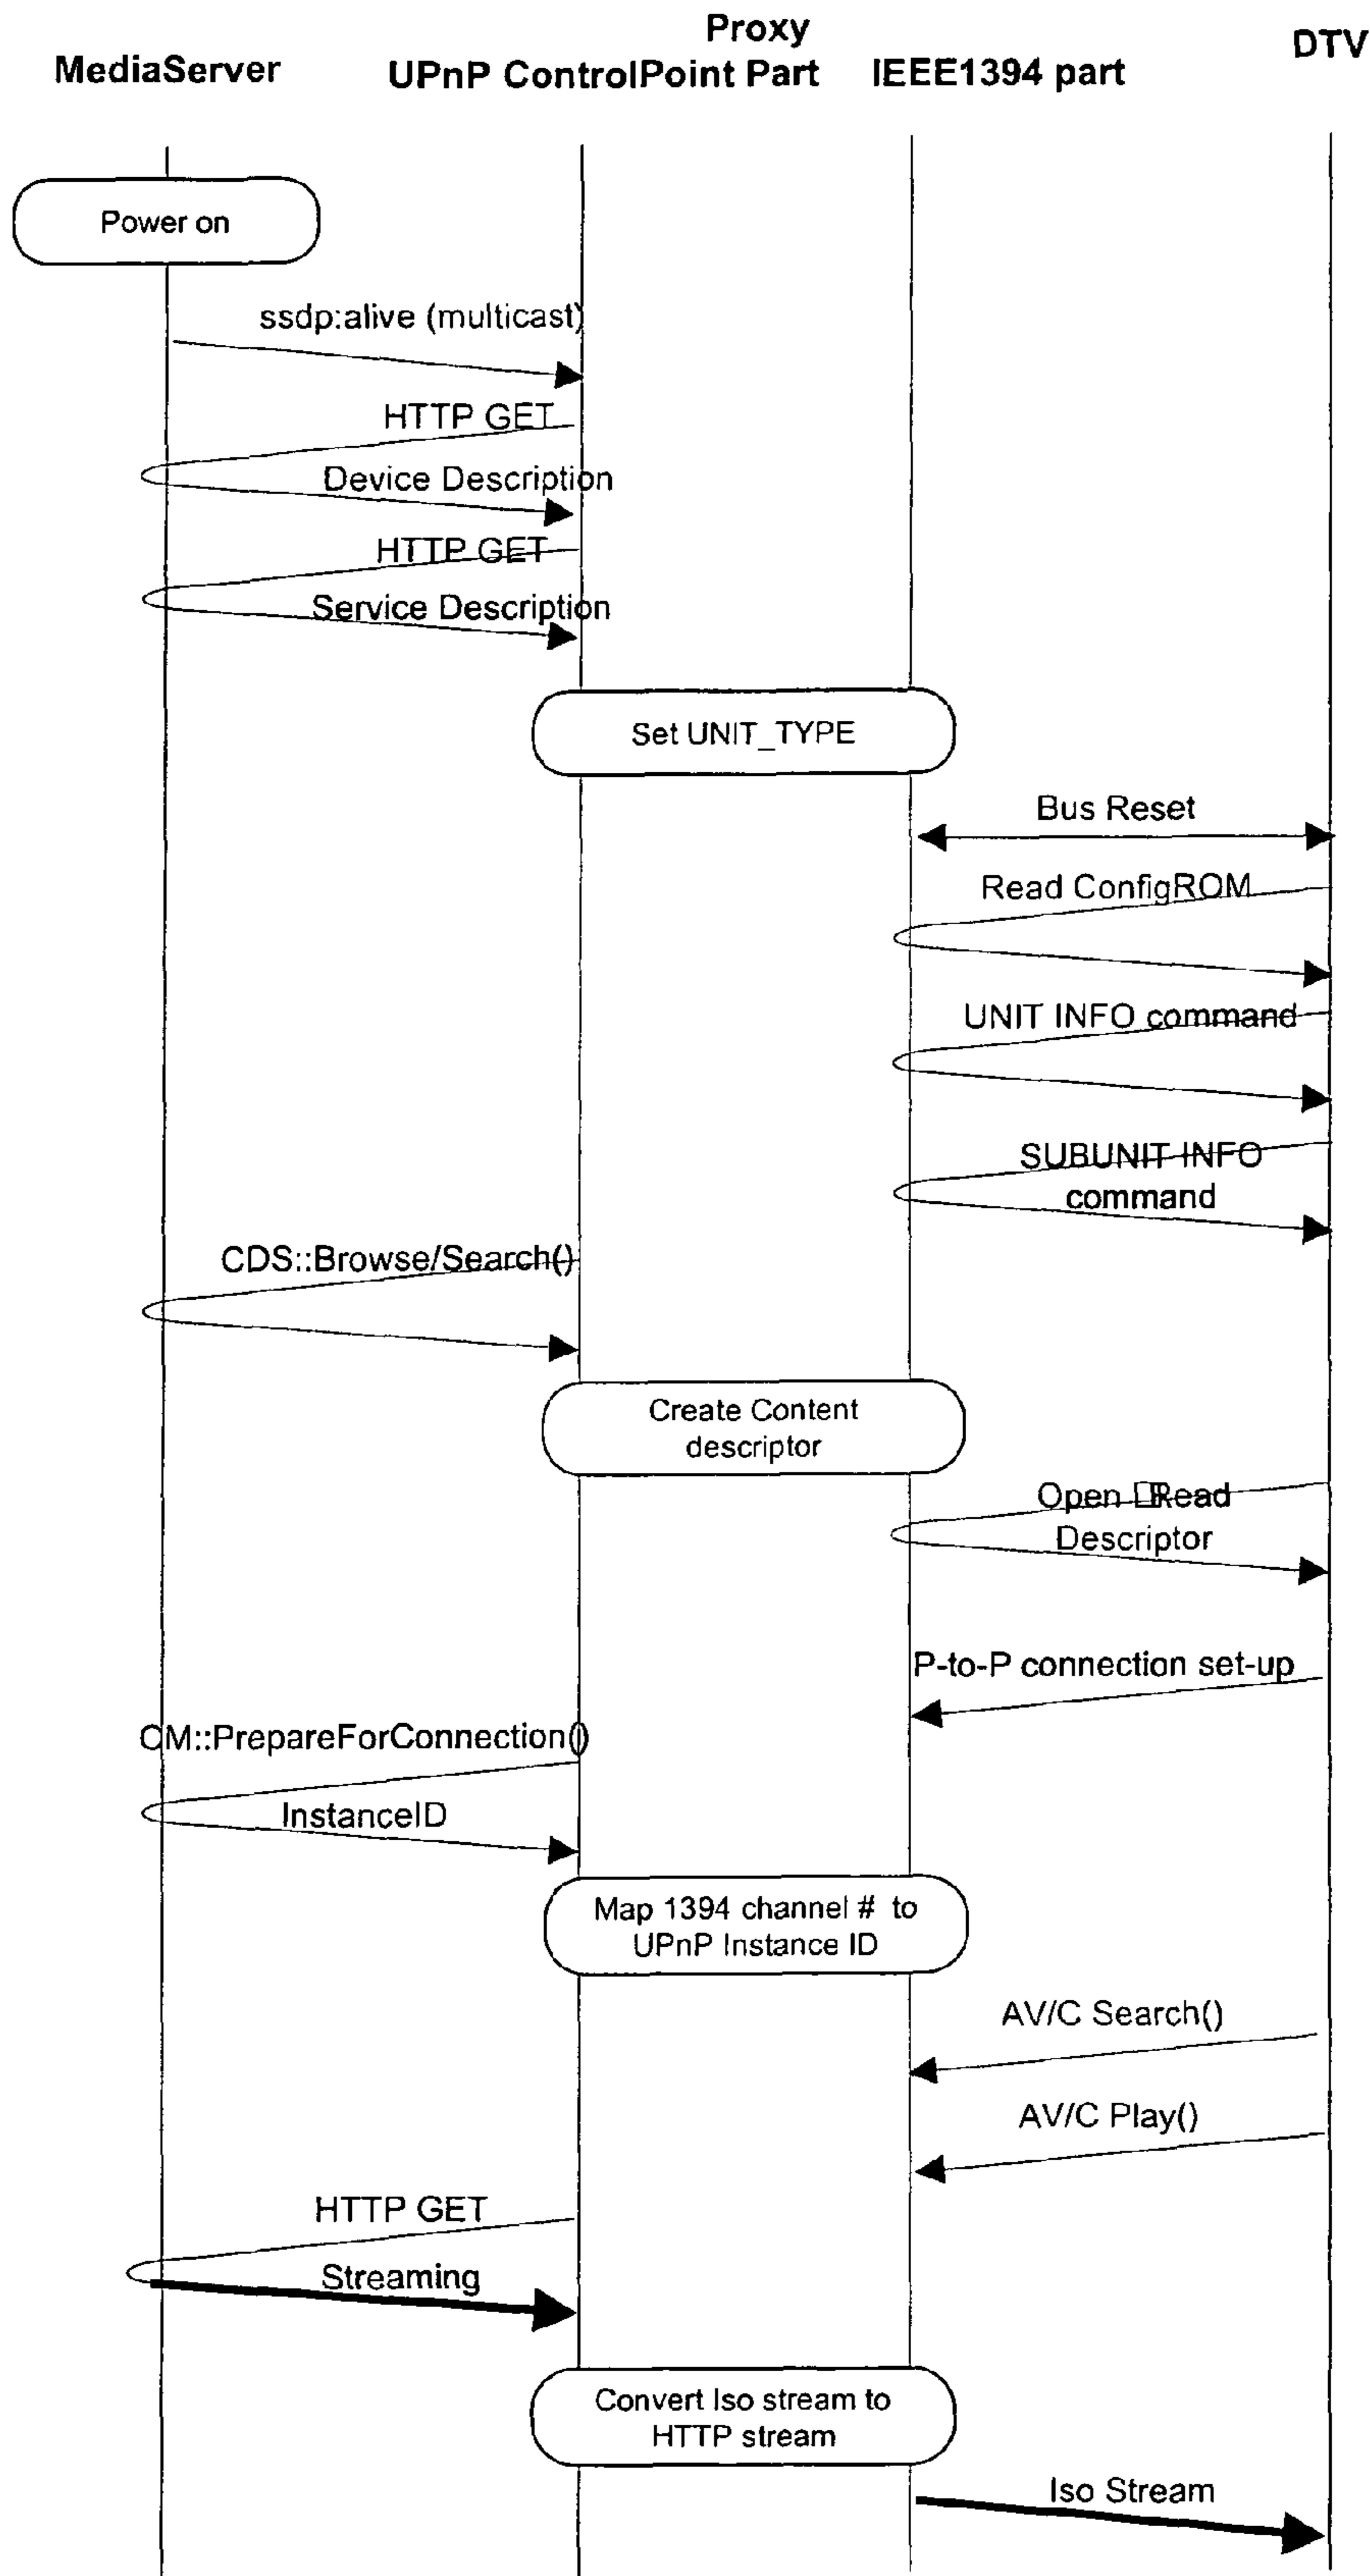 Proxy
MediaServer UPnP ControlPoint Part IEEE1394 part DTV
Power on
ssdp:alive (multicast)
HTTP GET
Device Description
HTTP GET
Service Description
Set UNIT_TYPE
Bus Reset
Read ConfigROM
UNIT INFO command
SUBUNIT INFO
command
CDS::Browse/Search()
Create Content
descriptor
Open Read
Descriptor
P-to-P connection set-up
CM::PrepareForConnection()
InstanceID
Map 1394 channel # to
UPnP Instance ID
AV/C Search()
AV/C Play()
HTTP GET
Streaming
Convert Iso stream to
HTTP stream
Iso Stream